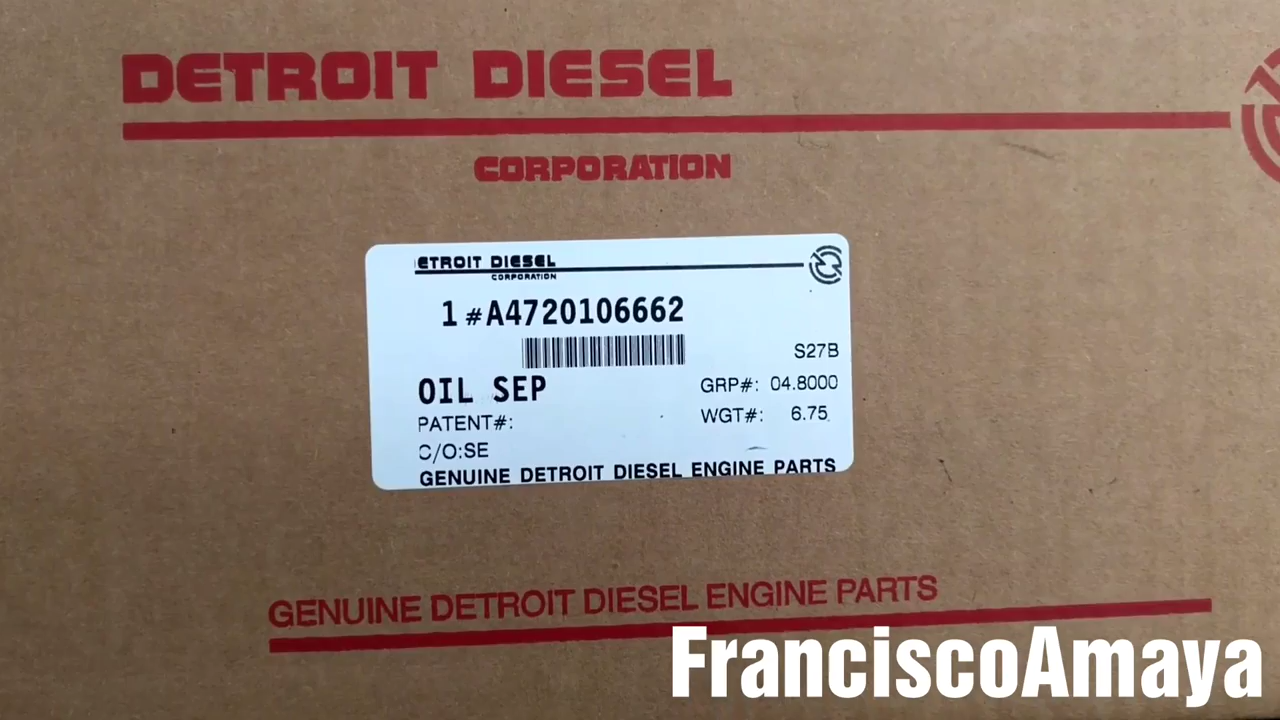 DETROIT DIESEL
CORPORATION
ETROIT DIESEL
CORPORATION
1 #A4720106662
S27B
OIL SEP
GRP#: 04.8000
PATENT#:
WGT#: 6.75
C/O:SE
GENUINE DETROIT DIESEL ENGINE PARTS
GENUINE DETROIT DIESEL ENGINE PARTS
FranciscoAmaya